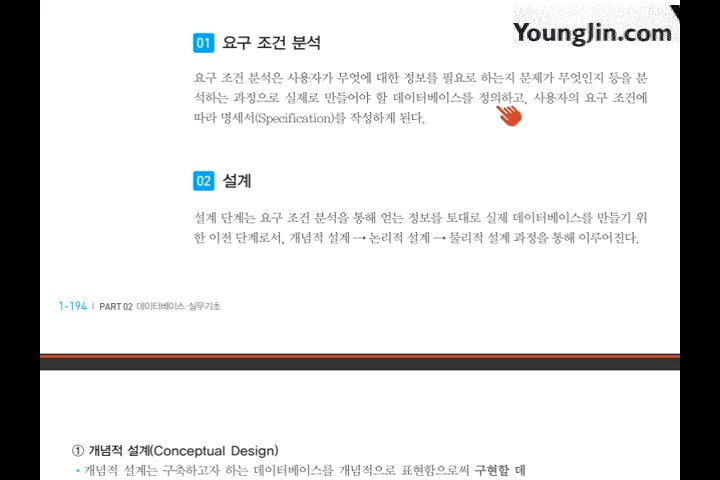 YoungJin.com
01 요구 조건 분석
요구 조건 분석은 사용자가 무엇에 대한 정보를 필요로 하는지 문제가 무엇인지 등을 분
석하는 과정으로 실제로 만들어야 할 데이터베이스를 정의하고, 사용자의 요구 조건에
따라 명세서(Specification)를 작성하게 된다.
02 설계
설계 단계는 요구 조건 분석을 통해 얻는 정보를 토대로 실제 데이터베이스를 만들기 위
한 이전 단계로서, 개념적 설계 → 논리적 설계 → 물리적 설계 과정을 통해 이루어진다.
1-194 | PART 02 데이터베이스 실무기초
① 개념적 설계(Conceptual Design)
• 개념적 설계는 구축하고자 하는 데이터베이스를 개념적으로 표현함으로써 구현할 데